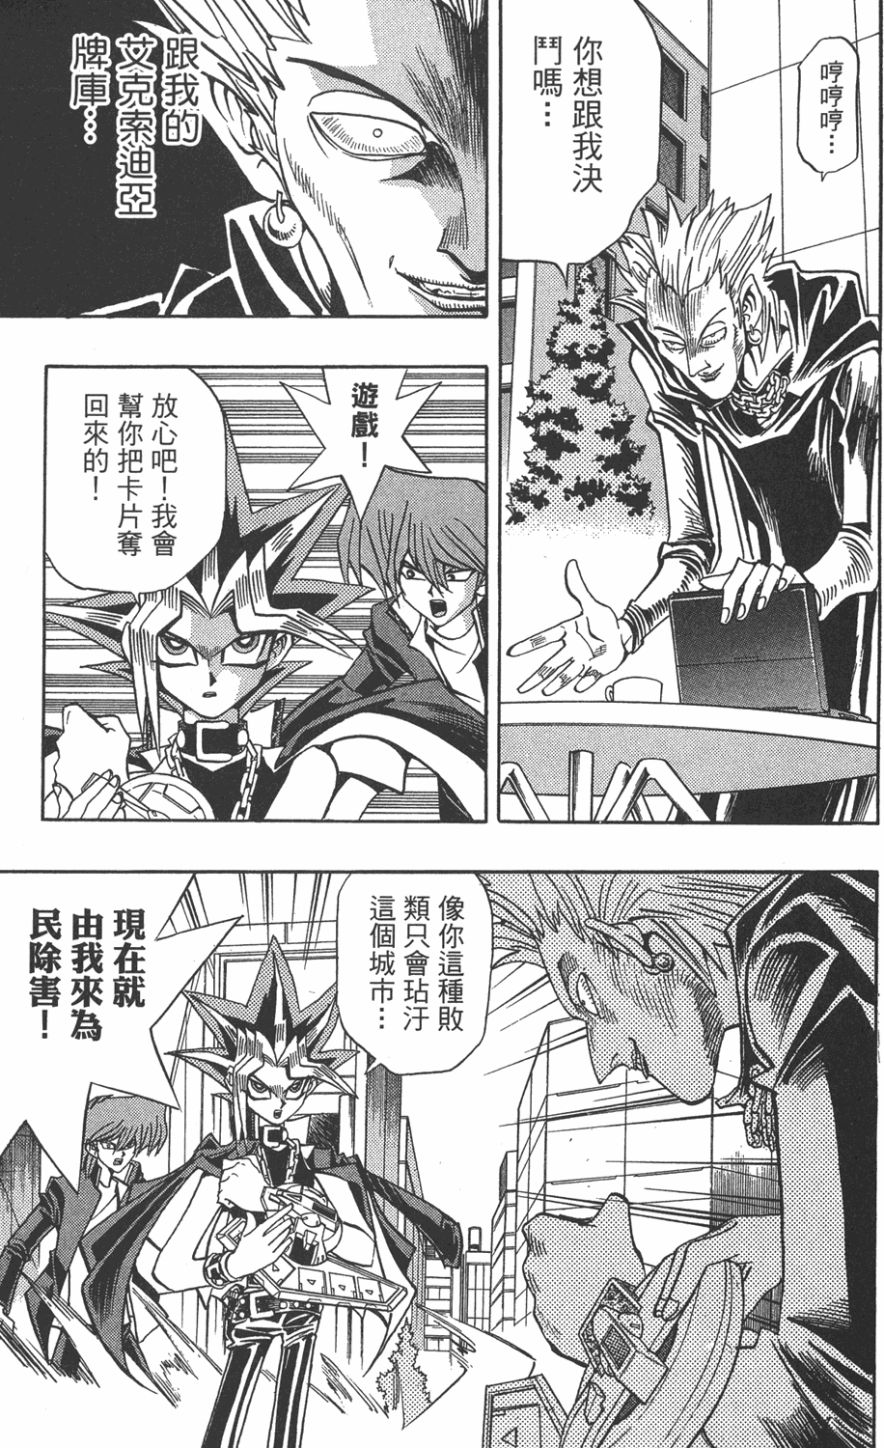 哼哼哼…
你想跟我決
鬥嗎…
跟我的
艾克索迪亞
牌庫…
遊戲！
放心吧！我會
幫你把卡片奪
回來的！
像你這種敗
類只會玷汙
這個城市…
現在就
由我來為
民除害！